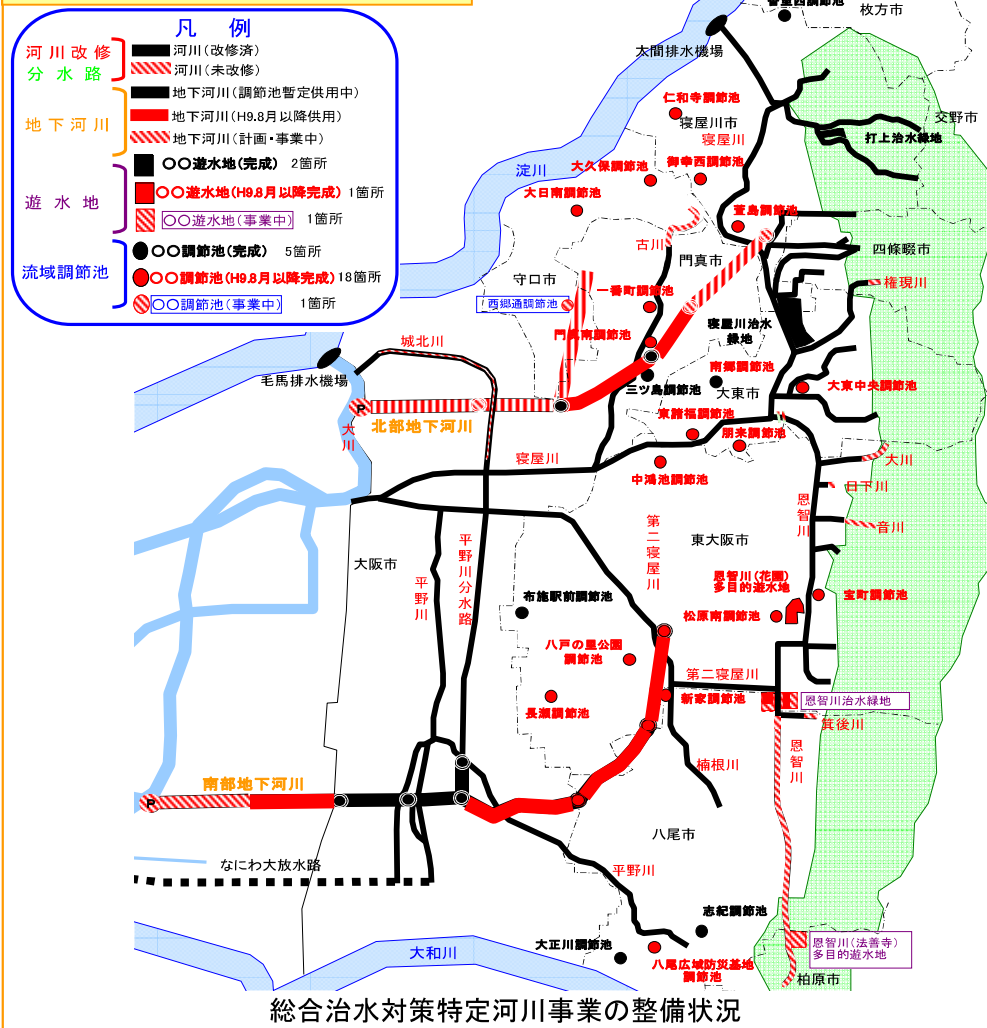 凡　例
河川改修
分水路
河川(改修済)
河川(未改修)
地下河川
地下河川(調節池暫定供用中)
地下河川(H9.8月以降供用)
地下河川(計画・事業中)
遊水地
〇〇遊水地(完成)　2箇所
〇〇遊水地(H9.8月以降完成) 1箇所
〇〇遊水地(事業中)　1箇所
流域調節池
〇〇調節池(完成)　5箇所
〇〇調節池(H9.8月以降完成) 18箇所
〇〇調節池(事業中)　1箇所
枚方市
太間排水機場
仁和寺調節池
寝屋川市
寝屋川
交野市
打上治水緑地
淀川
大久保調節池
御幸西調節池
大日南調節池
萱島調節池
古川
四條畷市
門真市
守口市
権現川
一番町調節池
西郷通調節池
寝屋川治水
緑地
門真南調節池
城北川
毛馬排水機場
南郷調節池
三ツ島調節池
大東市
大東中央調節池
P
大川
北部地下河川
東諸福調節池
朋来調節池
寝屋川
中鴻池調節池
大川
日下川
恩智川
音川
第二寝屋川
東大阪市
大阪市
平野川
平野川分水路
恩智川(花園)
多目的遊水地
布施駅前調節池
宝町調節池
松原南調節池
八戸の里公園
調節池
第二寝屋川
新家調節池
恩智川治水緑地
長瀬調節池
箕後川
恩智川
楠根川
南部地下河川
P
八尾市
なにわ大放水路
平野川
志紀調節池
大正川調節池
大和川
恩智川(法善寺)
多目的遊水地
八尾広域防災基地
調節池
柏原市
総合治水対策特定河川事業の整備状況